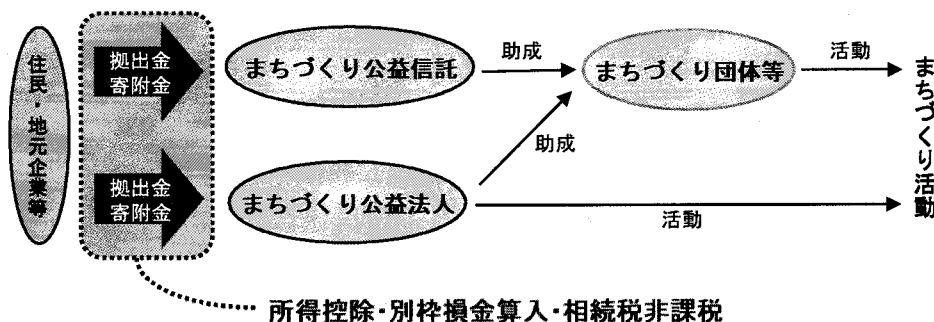 住民・地元企業等
拠出金
寄附金
まちづくり公益信託
助成
まちづくり団体等
活動
まちづくり活動
助成
拠出金
寄附金
まちづくり公益法人
活動
所得控除・別枠損金算入・相続税非課税